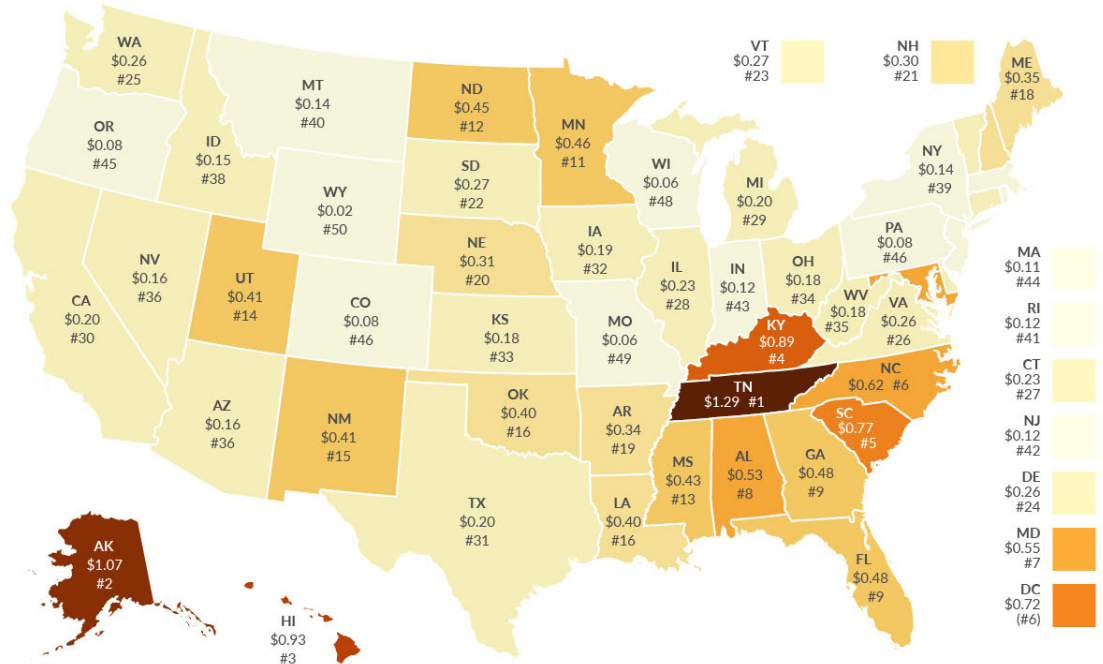 WA
$0.26
#25
MT
$0.14
#40
ND
$0.45
#12
MN
$0.46
#11
VT
$0.27
#23
NH
$0.30
#21
ME
$0.35
#18
OR
$0.08
#45
ID
$0.15
#38
WY
$0.02
#50
SD
$0.27
#22
WI
$0.06
#48
MI
$0.20
#29
NY
$0.14
#39
NV
$0.16
#36
UT
$0.41
#14
CO
$0.08
#46
NE
$0.31
#20
IA
$0.19
#32
IL
$0.23
#28
IN
$0.12
#43
OH
$0.18
#34
PA
$0.08
#46
CA
$0.20
#30
KS
$0.18
#33
MO
$0.06
#49
KY
$0.89
#4
WV
$0.18
#35
VA
$0.26
#26
AZ
$0.16
#36
NM
$0.41
#15
OK
$0.40
#16
AR
$0.34
#19
TN
$1.29 #1
NC
$0.62 #6
SC
$0.77
#5
TX
$0.20
#31
LA
$0.40
#16
MS
$0.43
#13
AL
$0.53
#8
GA
$0.48
#9
FL
$0.48
#9
AK
$1.07
#2
HI
$0.93
#3
MA
$0.11
#44
RI
$0.12
#41
CT
$0.23
#27
NJ
$0.12
#42
DE
$0.26
#24
MD
$0.55
#7
DC
$0.72
(#6)